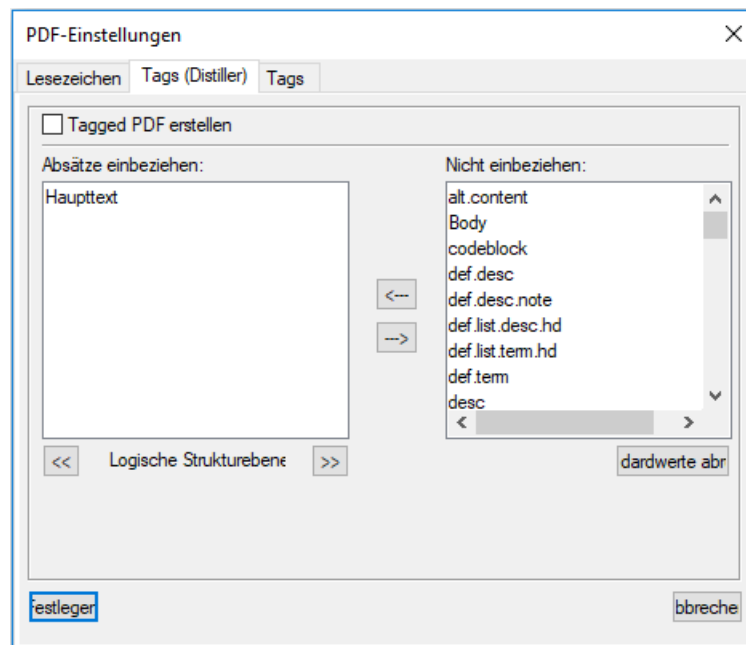 PDF-Einstellungen
Lesezeichen Tags (Distiller) Tags
Tagged PDF erstellen
Absätze einbeziehen: Nicht einbeziehen:
Haupttext
alt.content
Body
codeblock
def.desc
def.desc.note
def.list.desc.hd
def.list.term.hd
def.term
desc
<---
--->
<< Logische Strukturebene >>
dardwerte abr
Festlegen bbreche